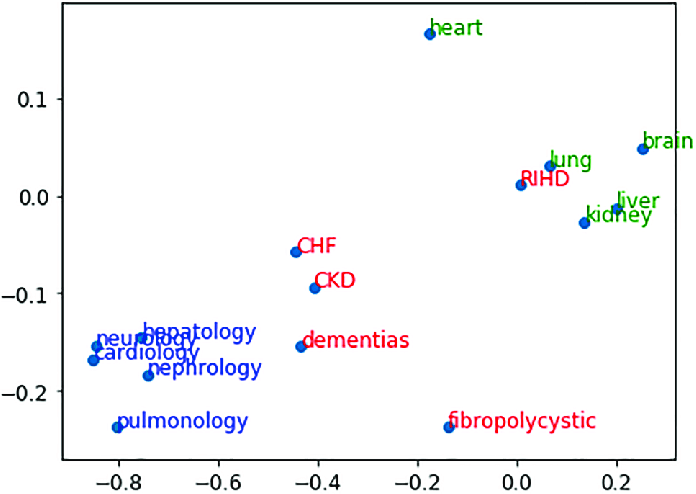 heart
0.1
brain
lung
RIHD
0.0
liver
kidney
CHF
CKD
−0.1
hepatology
neurology
dementias
cardiology
nephrology
−0.2
pulmonology
fibropolycystic
−0.8
−0.6
−0.4
−0.2
0.0
0.2